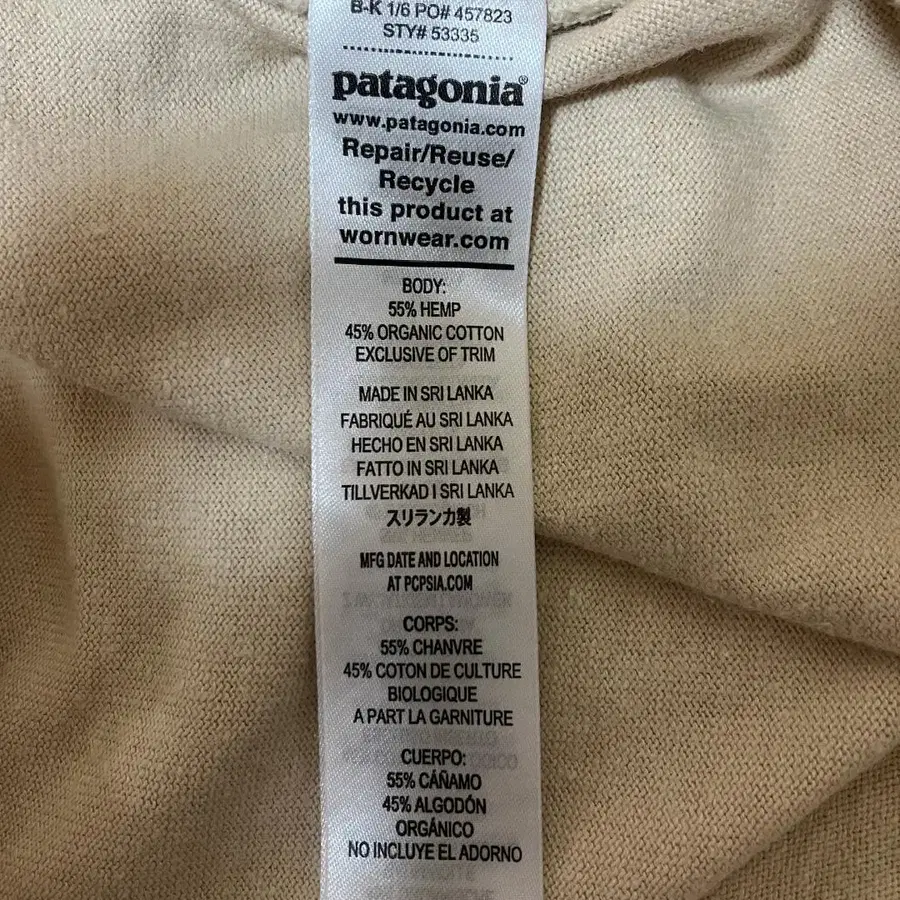 B-K 1/6 PO# 457823
STY# 53335
patagonia®
www.patagonia.com
Repair/Reuse/
Recycle
this product at
wornwear.com
BODY:
55% HEMP
45% ORGANIC COTTON
EXCLUSIVE OF TRIM
MADE IN SRI LANKA
FABRIQUÉ AU SRI LANKA
HECHO EN SRI LANKA
FATTO IN SRI LANKA
TILLVERKAD I SRI LANKA
スリランカ製
MFG DATE AND LOCATION
AT PCPSIA.COM
CORPS:
55% CHANVRE
45% COTON DE CULTURE
BIOLOGIQUE
A PART LA GARNITURE
CUERPO:
55% CÁÑAMO
45% ALGODÓN
ORGÁNICO
NO INCLUYE EL ADORNO